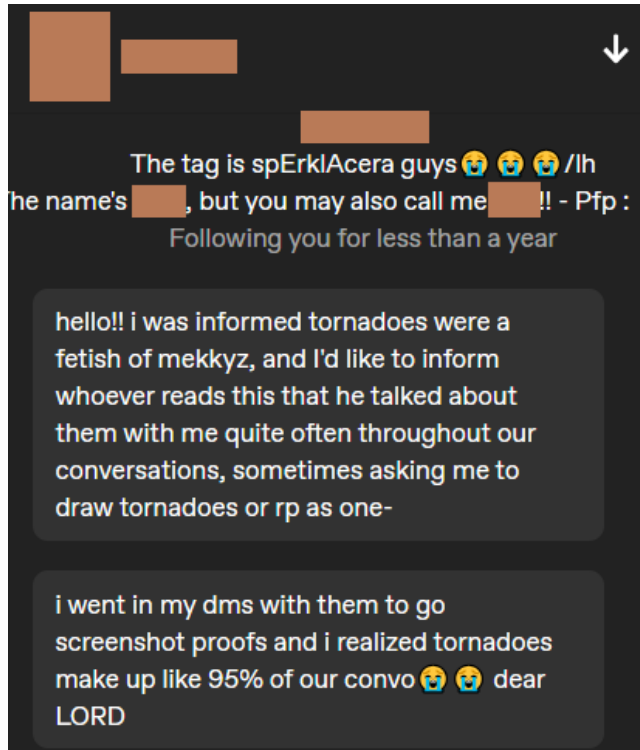 The tag is spErklAcera guys😭 😭 😭/lh
he name's , but you may also call me !! - Pfp :
Following you for less than a year
hello!! i was informed tornadoes were a
fetish of mekkyz, and I'd like to inform
whoever reads this that he talked about
them with me quite often throughout our
conversations, sometimes asking me to
draw tornadoes or rp as one-
i went in my dms with them to go
screenshot proofs and i realized tornadoes
make up like 95% of our convo😭 😭 dear
LORD